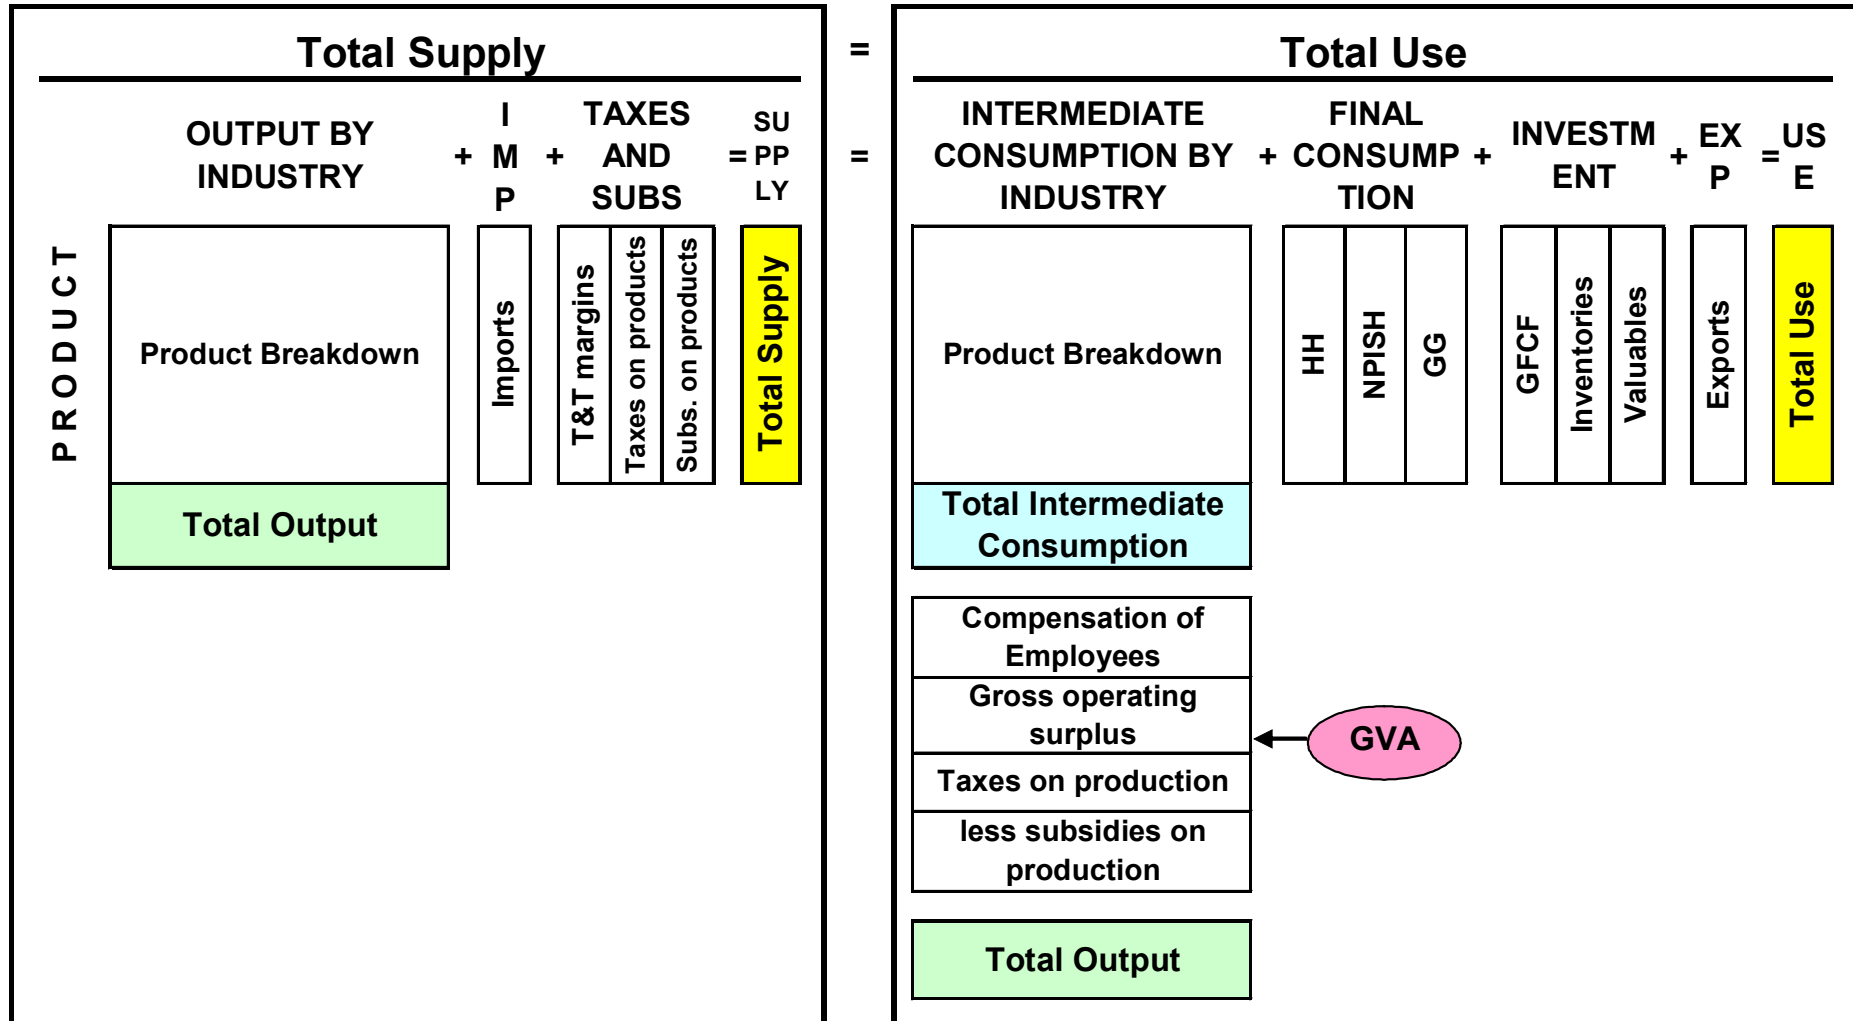 Total Supply
=
Total Use
OUTPUT BY
INDUSTRY
+
I
M
P
+
TAXES
AND
SUBS
=
SU
PP
LY
=
INTERMEDIATE
CONSUMPTION BY
INDUSTRY
+
FINAL
CONSUMP
TION
+
INVESTM
ENT
+
EX
P
=
US
E
PRODUCT
Product Breakdown
Imports
T&T margins
Taxes on products
Subs. on products
Total Supply
Product Breakdown
HH
NPISH
GG
GFCF
Inventories
Valuables
Exports
Total Use
Total Output
Total Intermediate
Consumption
Compensation of
Employees
Gross operating
surplus
GVA
Taxes on production
less subsidies on
production
Total Output